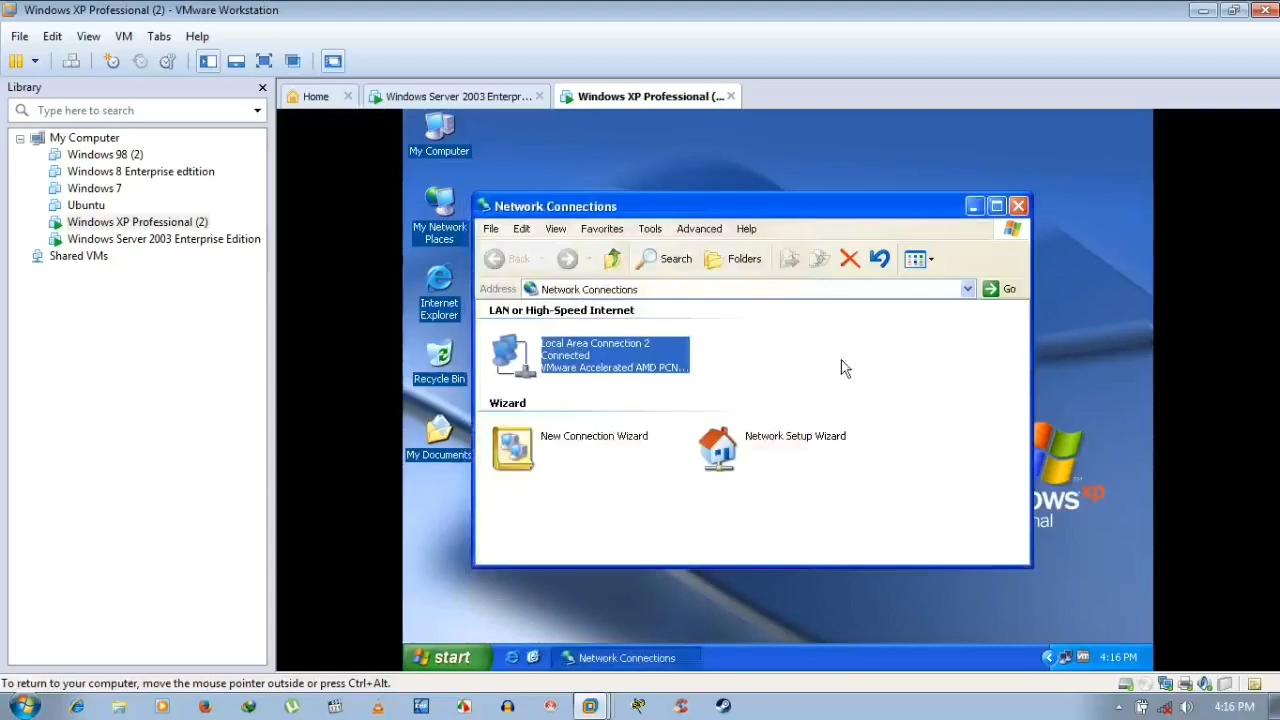 Windows XP Professional (2) - VMware Workstation
File Edit View VM Tabs Help
Library
Type here to search
My Computer
Windows 98 (2)
Windows 8 Enterprise edtition
Windows 7
Ubuntu
Windows XP Professional (2)
Windows Server 2003 Enterprise Edition
Shared VMs
Home
Windows Server 2003 Enterpr...
Windows XP Professional (...
My Computer
My Network
Places
Internet
Explorer
Recycle Bin
My Documents
Network Connections
File Edit View Favorites Tools Advanced Help
Back Search Folders
Address Network Connections Go
LAN or High-Speed Internet
Local Area Connection 2
Connected
VMware Accelerated AMD PCN...
Wizard
New Connection Wizard
Network Setup Wizard
ows xp
nal
start Network Connections 4:16 PM
To return to your computer, move the mouse pointer outside or press Ctrl+Alt.
4:16 PM